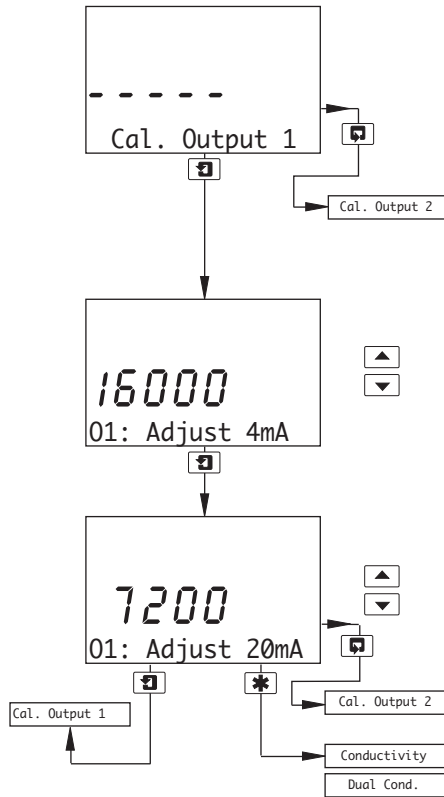 - - - - -
Cal. Output 1
Cal. Output 2
16000
01: Adjust 4mA
7200
01: Adjust 20mA
Cal. Output 1
Cal. Output 2
Conductivity
Dual Cond.